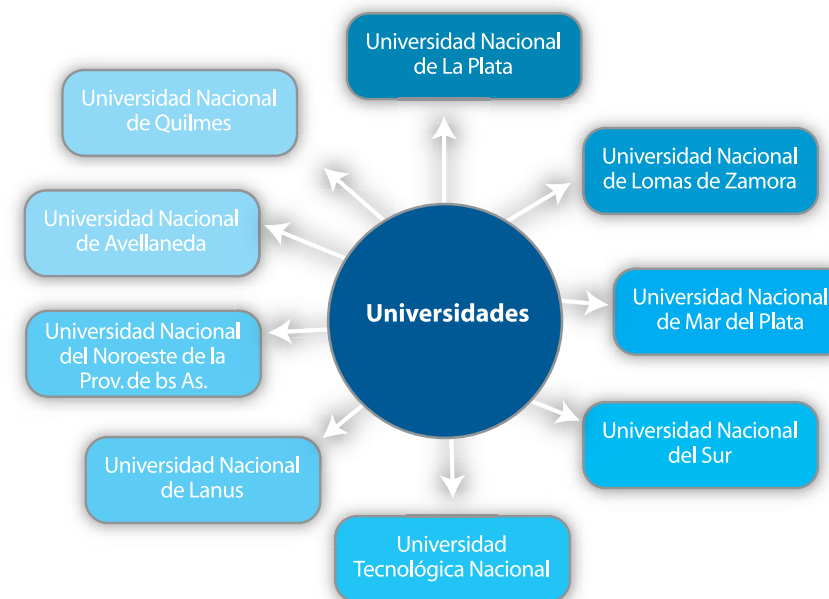 Universidad Nacional
de La Plata
Universidad Nacional
de Quilmes
Universidad Nacional
de Lomas de Zamora
Universidad Nacional
de Avellaneda
Universidades
Universidad Nacional
de Mar del Plata
Universidad Nacional
del Noroeste de la
Prov. de bs As.
Universidad Nacional
del Sur
Universidad Nacional
de Lanus
Universidad
Tecnológica Nacional